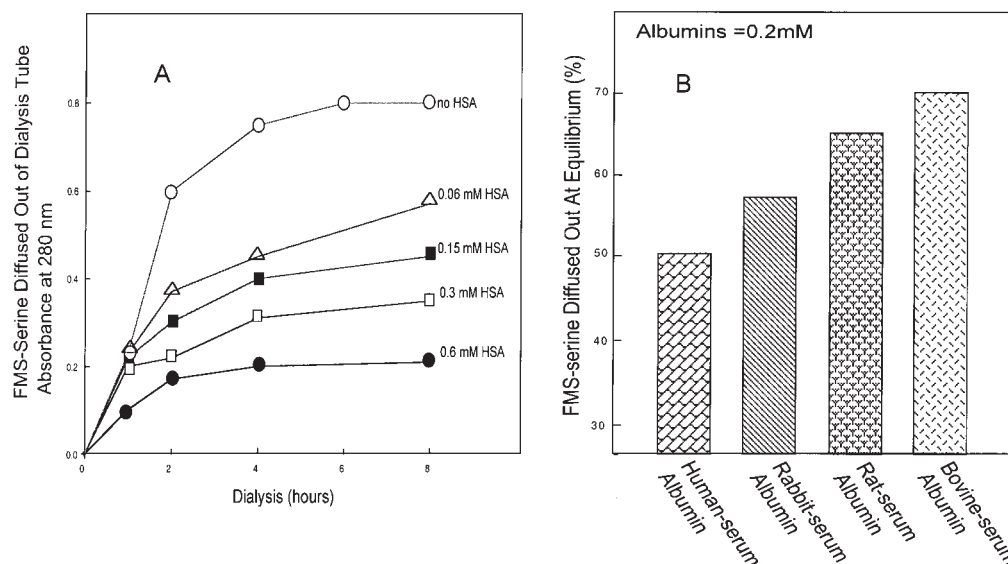 A
FMS-Serine Diffused Out of Dialysis Tube
Absorbance at 280 nm
0.8
0.6
0.4
0.2
0.0
0
2
4
6
8
Dialysis (hours)
no HSA
0.06 mM HSA
0.15 mM HSA
0.3 mM HSA
0.6 mM HSA
Albumins =0.2mM
B
FMS-serine Diffused Out At Equilibrium (%)
70
60
50
40
30
Human-serum
Albumin
Rabbit-serum
Albumin
Rat-serum
Albumin
Bovine-serum
Albumin